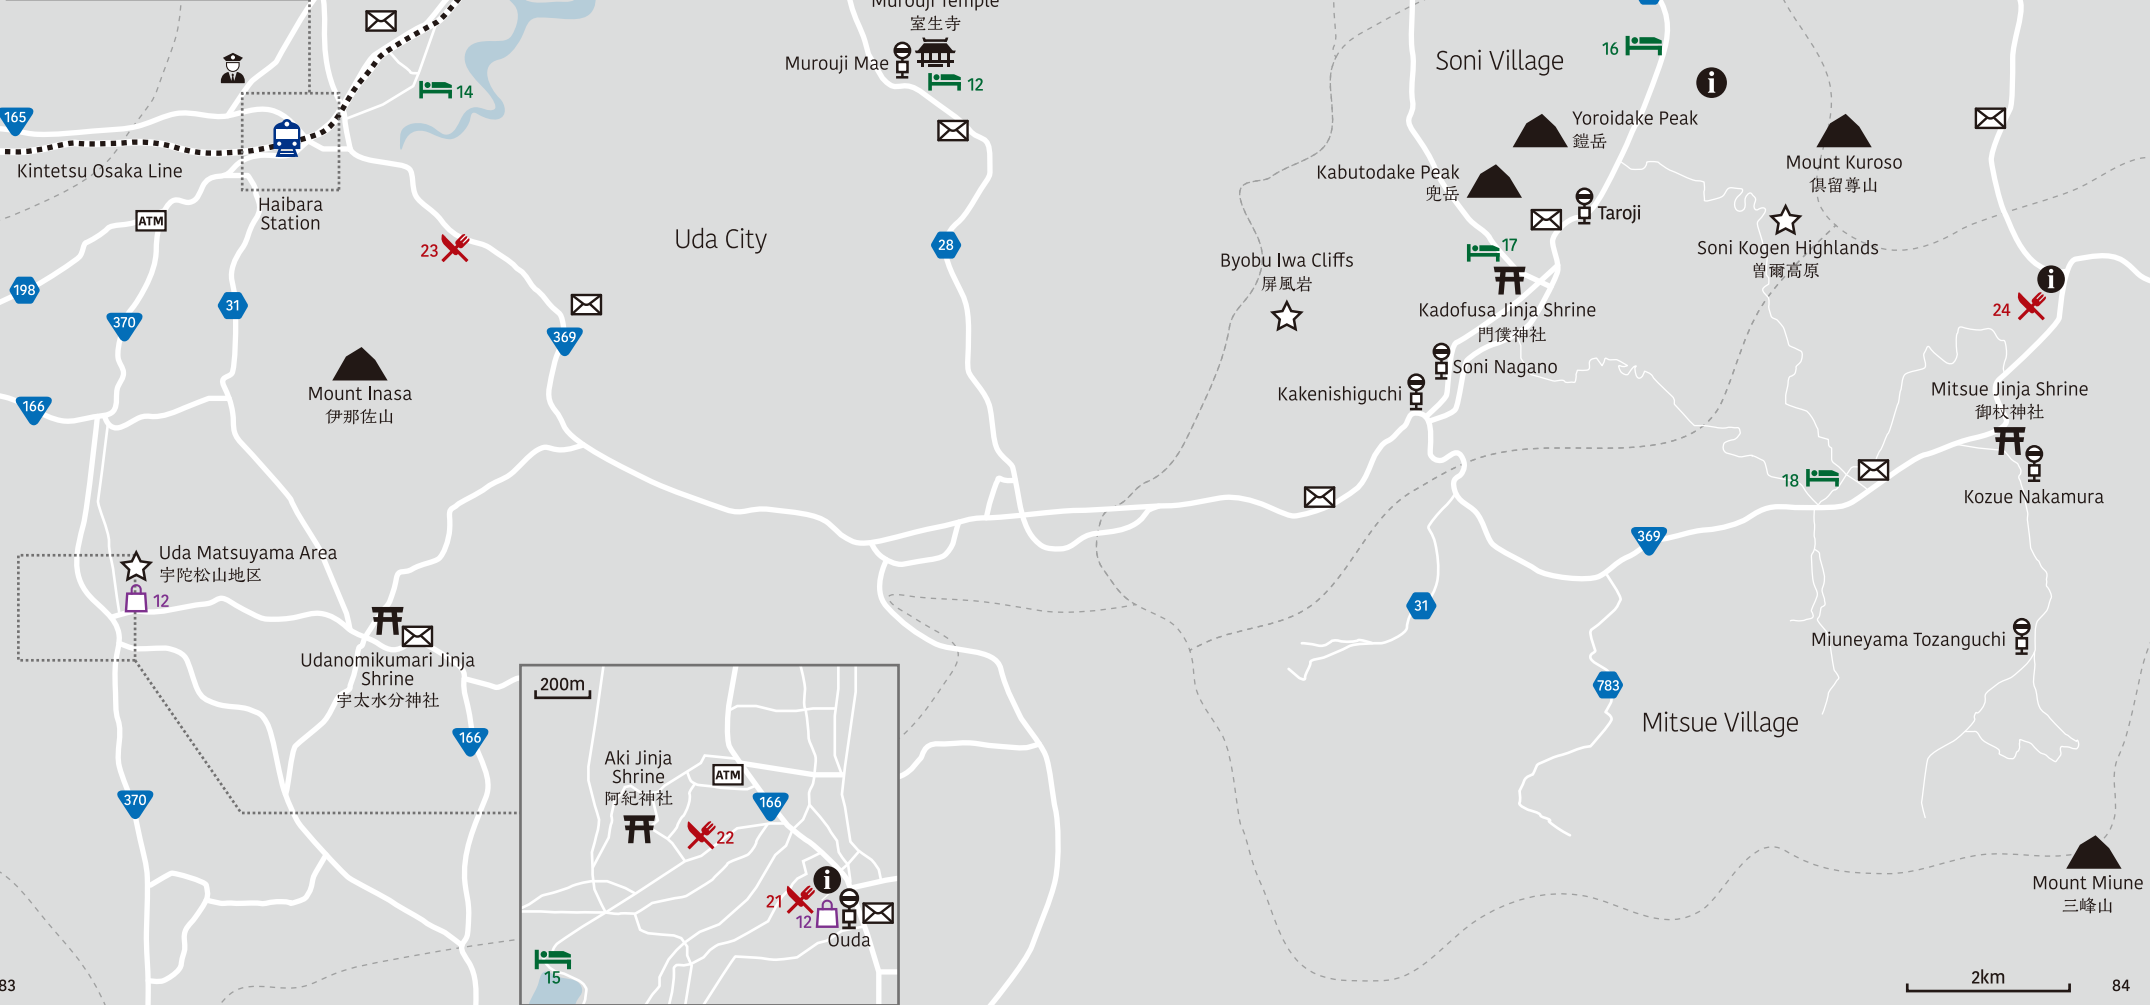 Murouji Temple
室生寺
Murouji Mae
12
14
16
Soni Village
165
Kintetsu Osaka Line
Haibara
Station
ATM
Yoroidake Peak
鎧岳
Kabutodake Peak
兜岳
Mount Kuroso
倶留尊山
Taroji
23
Uda City
28
17
Soni Kogen Highlands
曽爾高原
Byobu Iwa Cliffs
屏風岩
198
31
370
369
24
Kadofusa Jinja Shrine
門僕神社
Soni Nagano
Kakenishiguchi
Mount Inasa
伊那佐山
166
Mitsue Jinja Shrine
御杖神社
18
Kozue Nakamura
369
Uda Matsuyama Area
宇陀松山地区
12
31
Udanomikumari Jinja
Shrine
宇太水分神社
Miuneyama Tozanguchi
783
Mitsue Village
166
370
200m
Aki Jinja
Shrine
阿紀神社
ATM
166
22
21
12
Ouda
15
Mount Miune
三峰山
83
2km
84